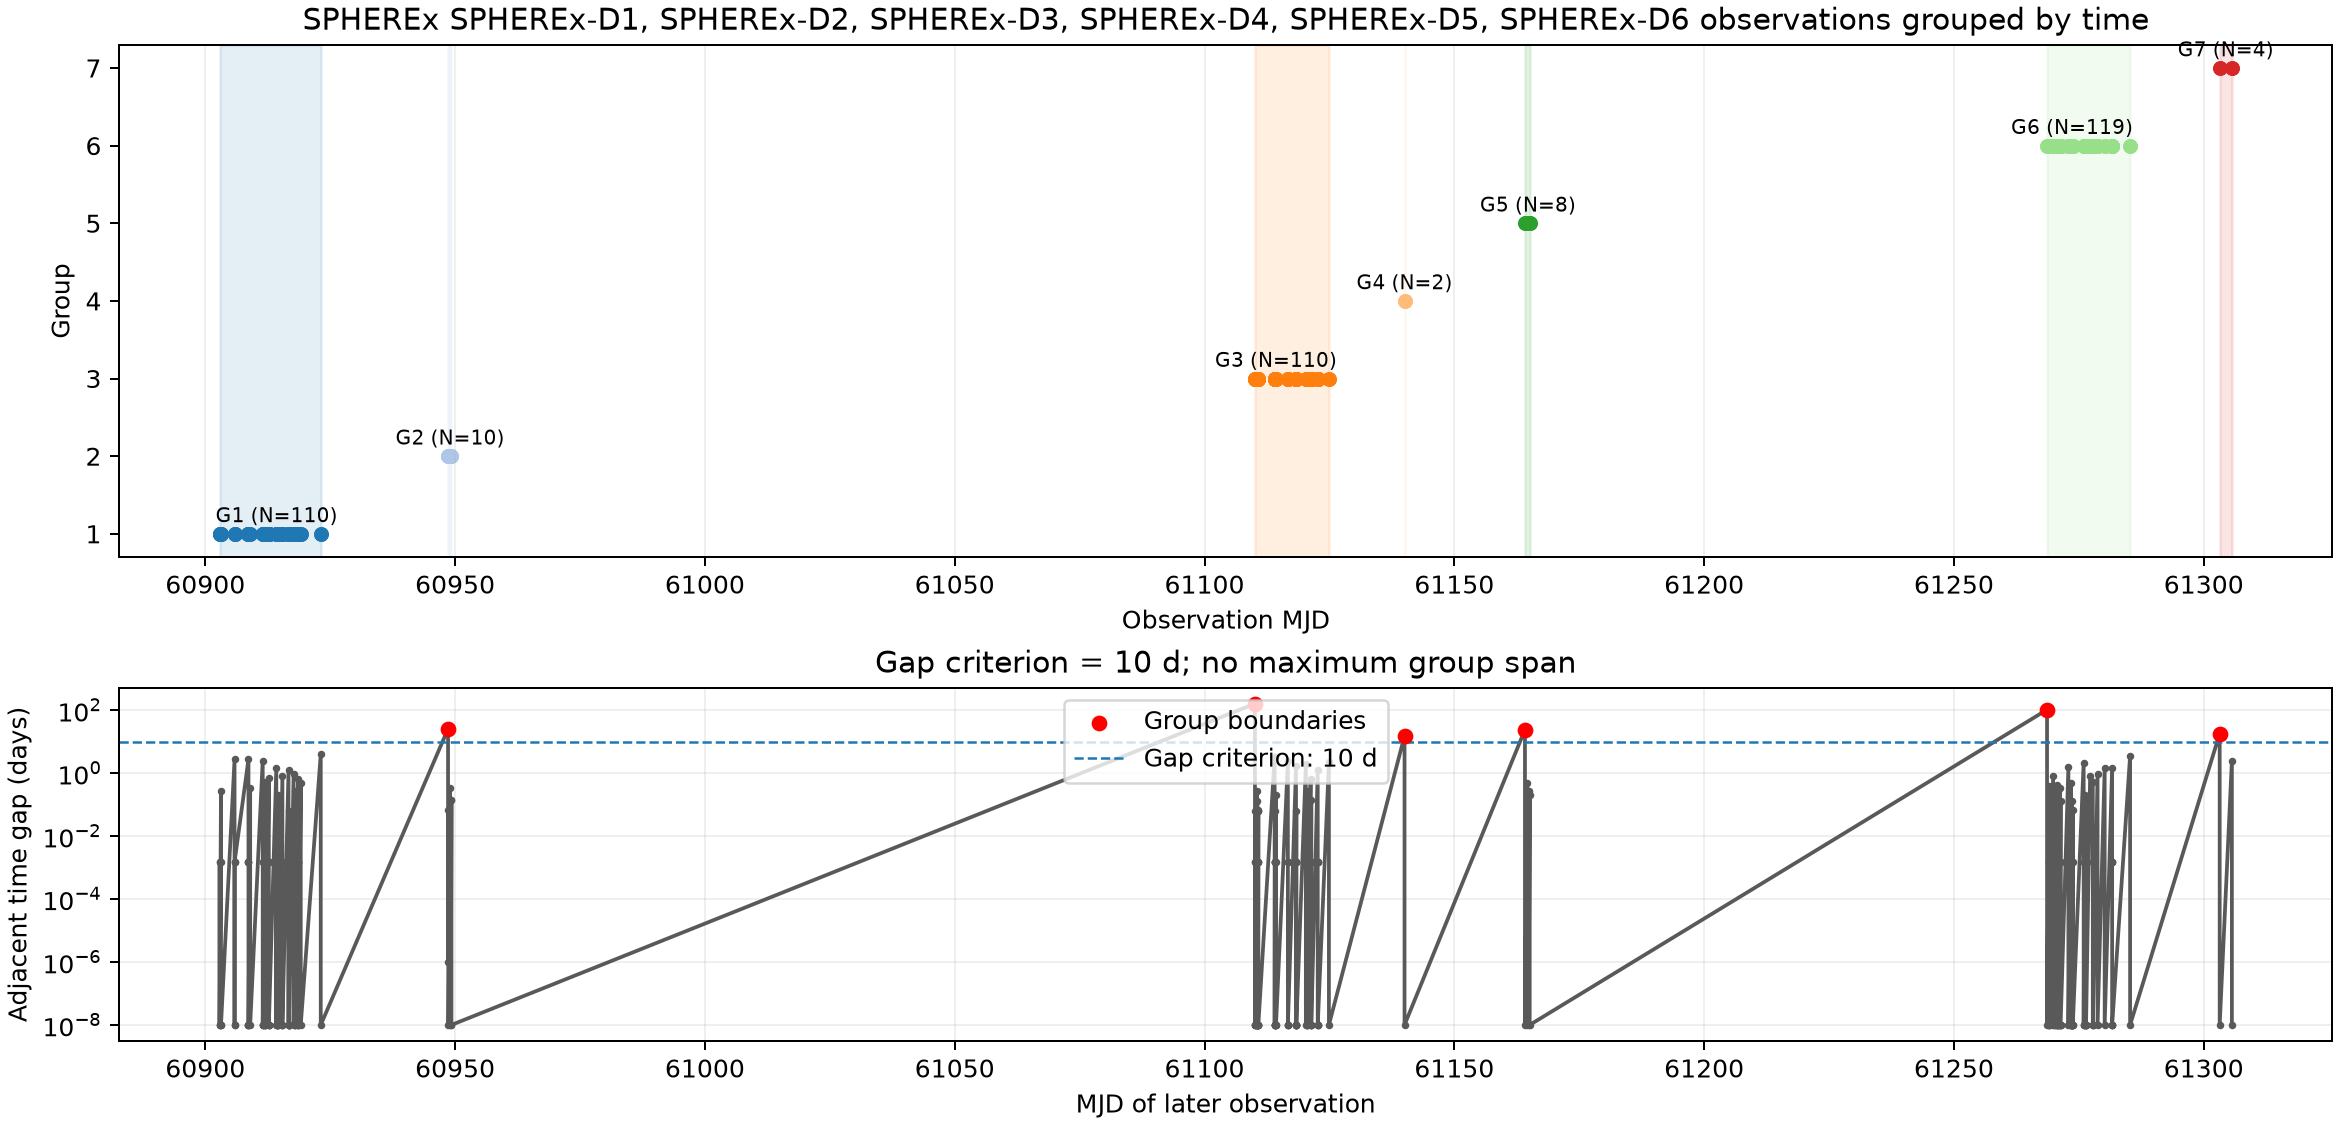 SPHEREx SPHEREx-D1, SPHEREx-D2, SPHEREx-D3, SPHEREx-D4, SPHEREx-D5, SPHEREx-D6 observations grouped by time
Group
7
6
5
4
3
2
1
G7 (N=4)
G6 (N=119)
G5 (N=8)
G4 (N=2)
G3 (N=110)
G2 (N=10)
G1 (N=110)
60900 60950 61000 61050 61100 61150 61200 61250 61300
Observation MJD
Gap criterion = 10 d; no maximum group span
Adjacent time gap (days)
10²
10⁰
10⁻²
10⁻⁴
10⁻⁶
10⁻⁸
Group boundaries
Gap criterion: 10 d
60900 60950 61000 61050 61100 61150 61200 61250 61300
MJD of later observation